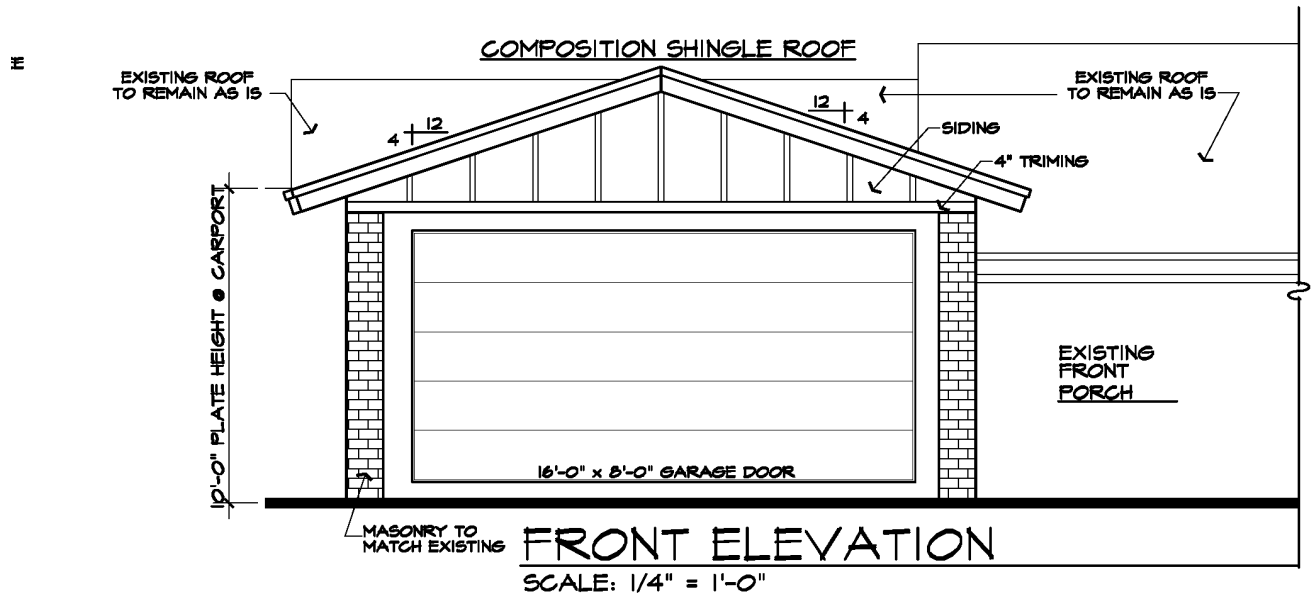 COMPOSITION SHINGLE ROOF
EXISTING ROOF
TO REMAIN AS IS
EXISTING ROOF
TO REMAIN AS IS
12
4
12
4
SIDING
4" TRIMING
10'-0" PLATE HEIGHT @ CARPORT
EXISTING
FRONT
PORCH
16'-0" x 8'-0" GARAGE DOOR
MASONRY TO
MATCH EXISTING
FRONT ELEVATION
SCALE: 1/4" = 1'-0"